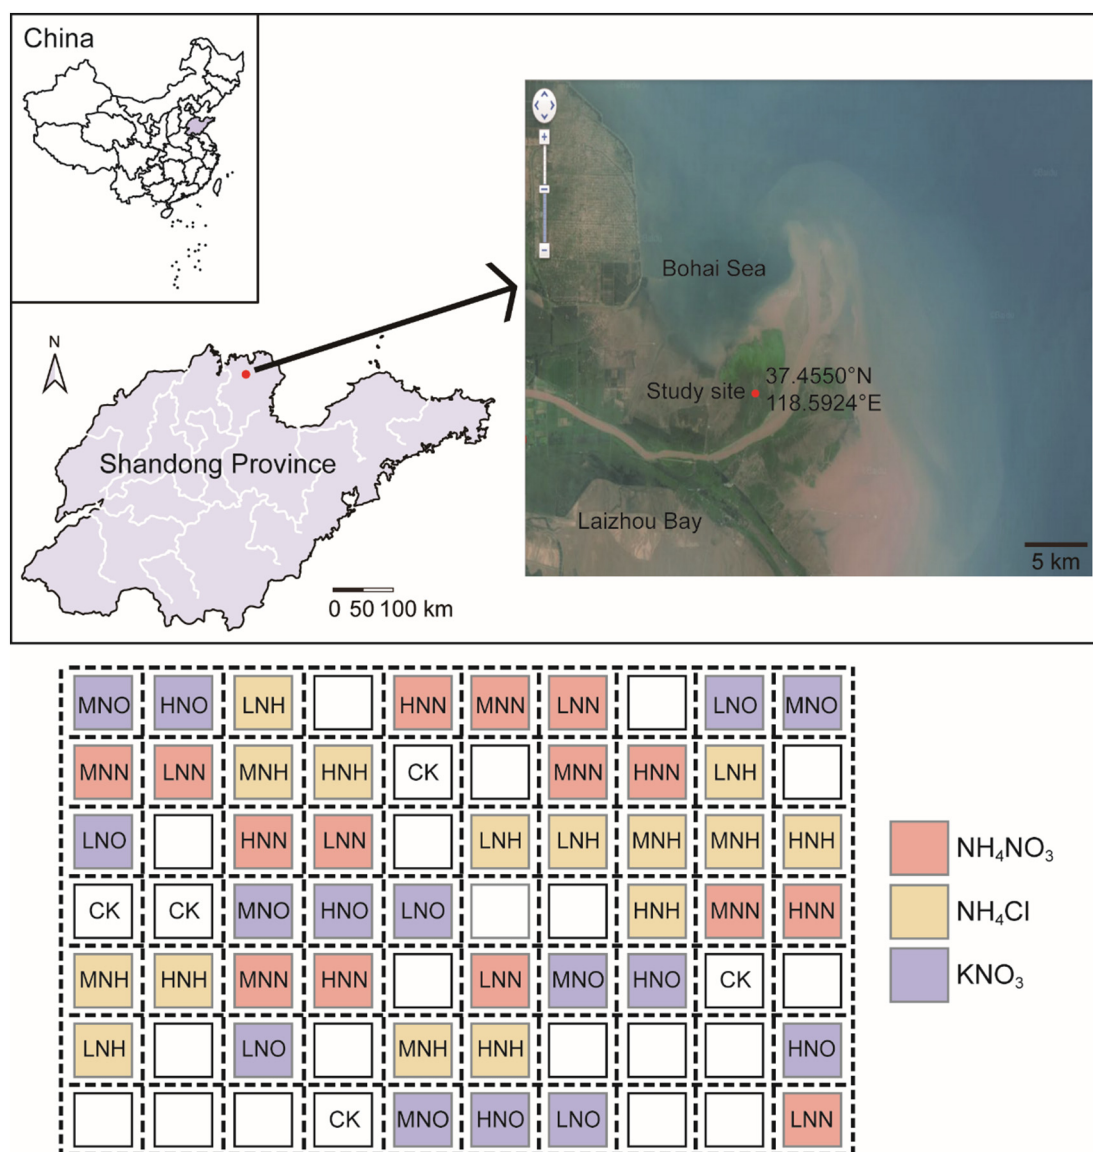 China
N
Shandong Province
0 50 100 km
Bohai Sea
Study site
37.4550°N
118.5924°E
Laizhou Bay
5 km
MNO HNO LNH HNN MNN LNN LNO MNO
MNN LNN MNH HNH CK MNN HNN LNH
LNO HNN LNN LNH LNH MNH MNH HNH
CK CK MNO HNO LNO HNH MNN HNN
MNH HNH MNN HNN LNN MNO HNO CK
LNH LNO MNH HNH HNO
CK MNO HNO LNO LNN
NH₄NO₃
NH₄Cl
KNO₃